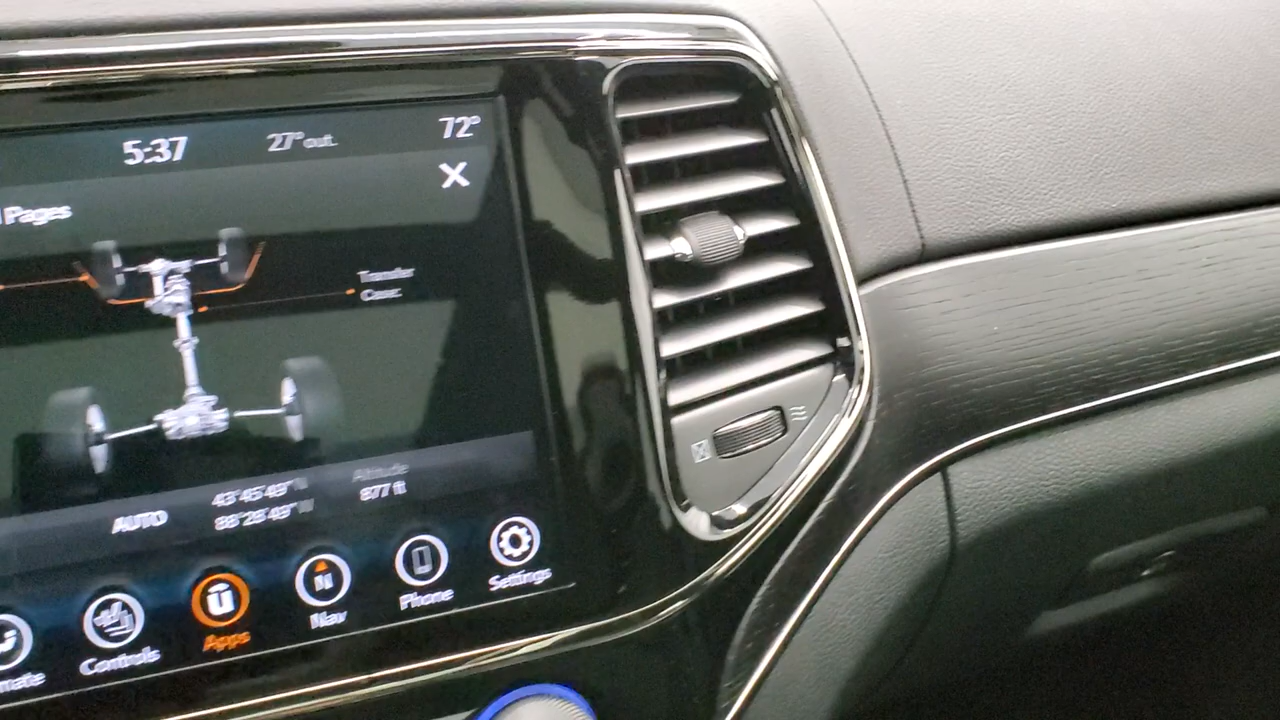 5:37 27° out. 72°
Pages
Transfer
Case:
43°45'49" N
Altitude
AUTO
877 ft
88°28'49" W
mate
Controls
Apps
Nav
Phone
Settings